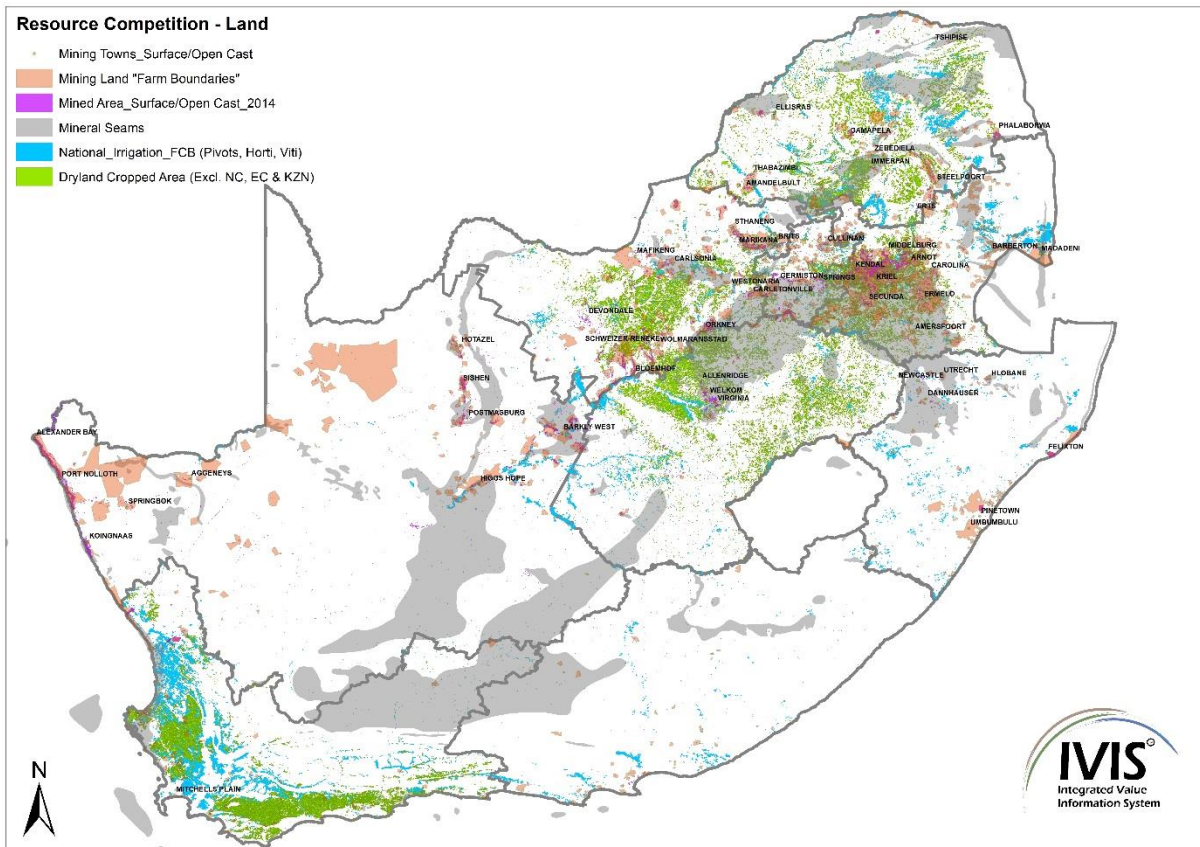 Resource Competition - Land
Mining Towns_Surface/Open Cast
Mining Land "Farm Boundaries"
Mined Area_Surface/Open Cast_2014
Mineral Seams
National_Irrigation_FCB (Pivots, Horti, Viti)
Dryland Cropped Area (Excl. NC, EC & KZN)
TSHIPISE
ELLISRAS
PHALABORWA
GAMAPELA
ZEBEDIELA
THABAZIMBI
IMMERPAN
AMANDELBULT
STEELPOORT
STHANENG
MARIKANA
BRITS
CULLINAN
MIDDELBURG
MAFIKENG
CARLSONIA
KENDAL
ARNOT
BARBERTON
MADADENI
WESTONARIA
GERMISTON
SPRINGS
KRIEL
CAROLINA
CARLETONVILLE
SECUNDA
ERMELO
DEVONDALE
ORKNEY
AMERSFOORT
HOTAZEL
SCHWEIZER-RENEKE
WOLMARANSSTAD
SISHEN
BLOEMHOF
ALLENRIDGE
NEWCASTLE
UTRECHT
HLOBANE
WELKOM
VIRGINIA
DANNHAUSER
POSTMASBURG
BARKLY WEST
ALEXANDER BAY
FELIXTON
PORT NOLLOTH
AGGENEYS
HIGGS HOPE
SPRINGBOK
PINETOWN
UMBUMBULU
KOINGNAAS
MITCHELLS PLAIN
N
IVIS
Integrated Value
Information System